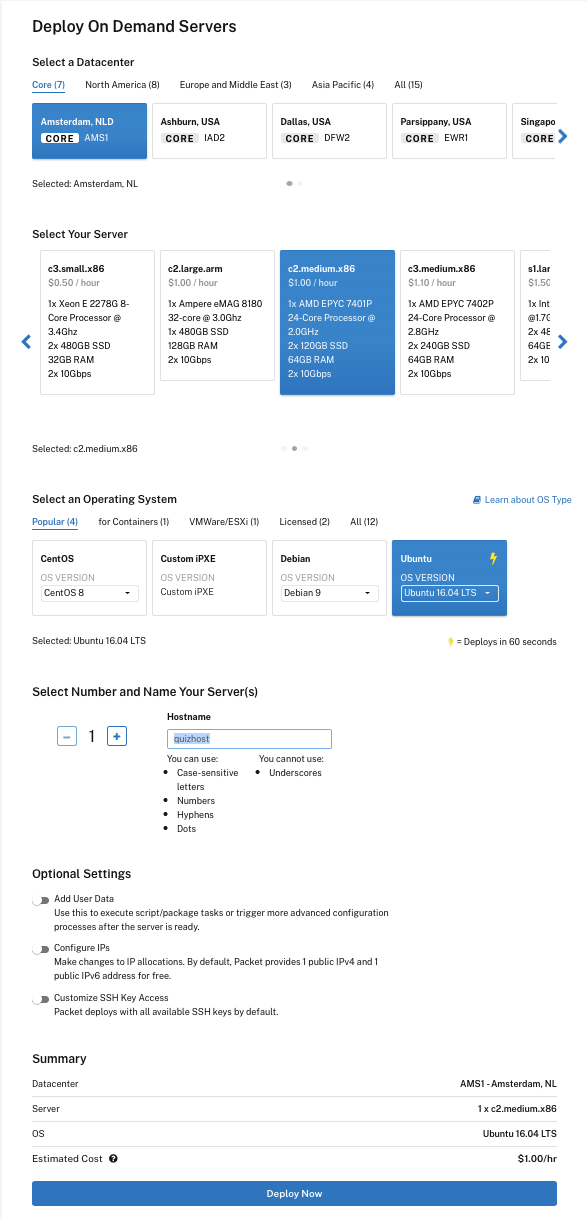 Deploy On Demand Servers
Select a Datacenter
Core (7) North America (8) Europe and Middle East (3) Asia Pacific (4) All (15)
Amsterdam, NLD
CORE AMS1
Ashburn, USA
CORE IAD2
Dallas, USA
CORE DFW2
Parsippany, USA
CORE EWR1
Singapo
CORE
Selected: Amsterdam, NL
Select Your Server
c3.small.x86
$0.50 / hour
1x Xeon E 2278G 8-
Core Processor @
3.4Ghz
2x 480GB SSD
32GB RAM
2x 10Gbps
c2.large.arm
$1.00 / hour
1x Ampere eMAG 8180
32-core @ 3.0Ghz
1x 480GB SSD
128GB RAM
2x 10Gbps
c2.medium.x86
$1.00 / hour
1x AMD EPYC 7401P
24-Core Processor @
2.0GHz
2x 120GB SSD
64GB RAM
2x 10Gbps
c3.medium.x86
$1.10 / hour
1x AMD EPYC 7402P
24-Core Processor @
2.8GHz
2x 240GB SSD
64GB RAM
2x 10Gbps
s1.lar
$1.50
1x Int
@1.7G
2x 48
64GE
2x 10
Selected: c2.medium.x86
Select an Operating System
Learn about OS Type
Popular (4) for Containers (1) VMWare/ESXi (1) Licensed (2) All (12)
CentOS
OS VERSION
CentOS 8
Custom iPXE
OS VERSION
Custom iPXE
Debian
OS VERSION
Debian 9
Ubuntu
OS VERSION
Ubuntu 16.04 LTS
Selected: Ubuntu 16.04 LTS
= Deploys in 60 seconds
Select Number and Name Your Server(s)
Hostname
1
quizhost
You can use:
Case-sensitive
letters
Numbers
Hyphens
Dots
You cannot use:
Underscores
Optional Settings
Add User Data
Use this to execute script/package tasks or trigger more advanced configuration
processes after the server is ready.
Configure IPs
Make changes to IP allocations. By default, Packet provides 1 public IPv4 and 1
public IPv6 address for free.
Customize SSH Key Access
Packet deploys with all available SSH keys by default.
Summary
Datacenter AMS1 - Amsterdam, NL
Server 1 x c2.medium.x86
OS Ubuntu 16.04 LTS
Estimated Cost $1.00/hr
Deploy Now